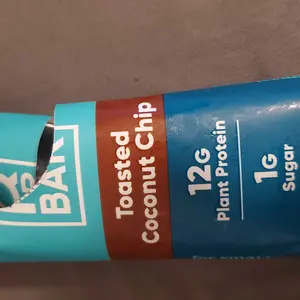 BAR
Toasted
Coconut Chip
12G
Plant Protein
1G
Sugar